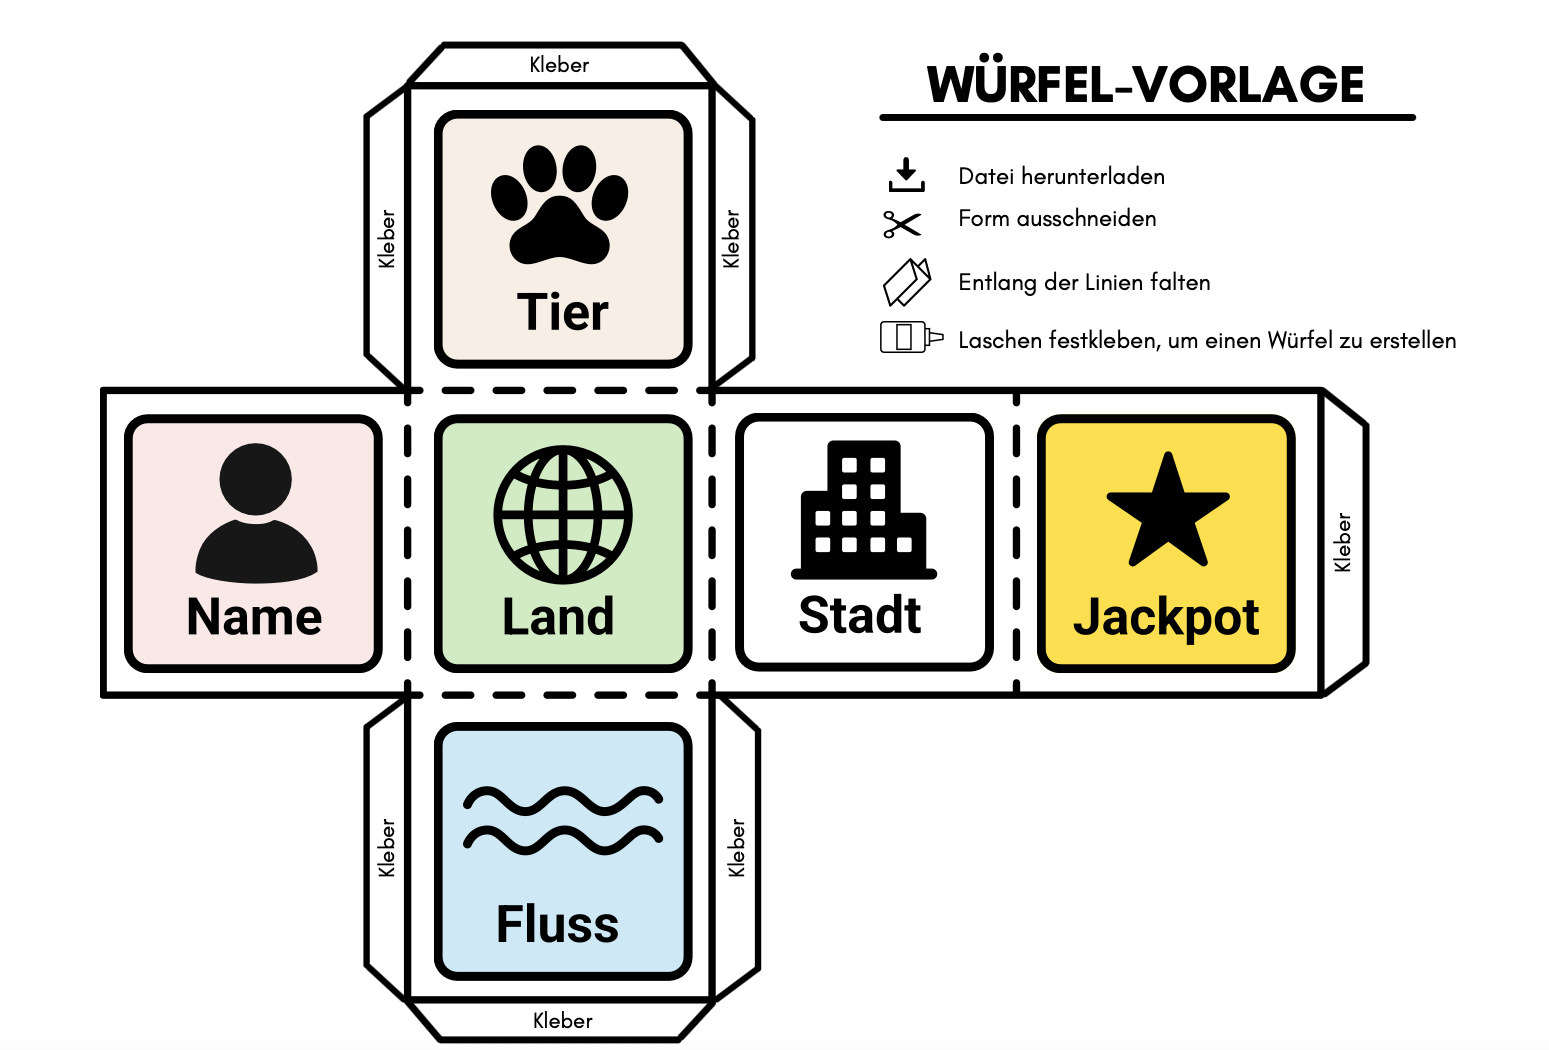 Kleber
WÜRFEL-VORLAGE
Kleber
Kleber
Tier
Datei herunterladen
Form ausschneiden
Entlang der Linien falten
Laschen festkleben, um einen Würfel zu erstellen
Name
Land
Stadt
Jackpot
Kleber
Kleber
Kleber
Fluss
Kleber